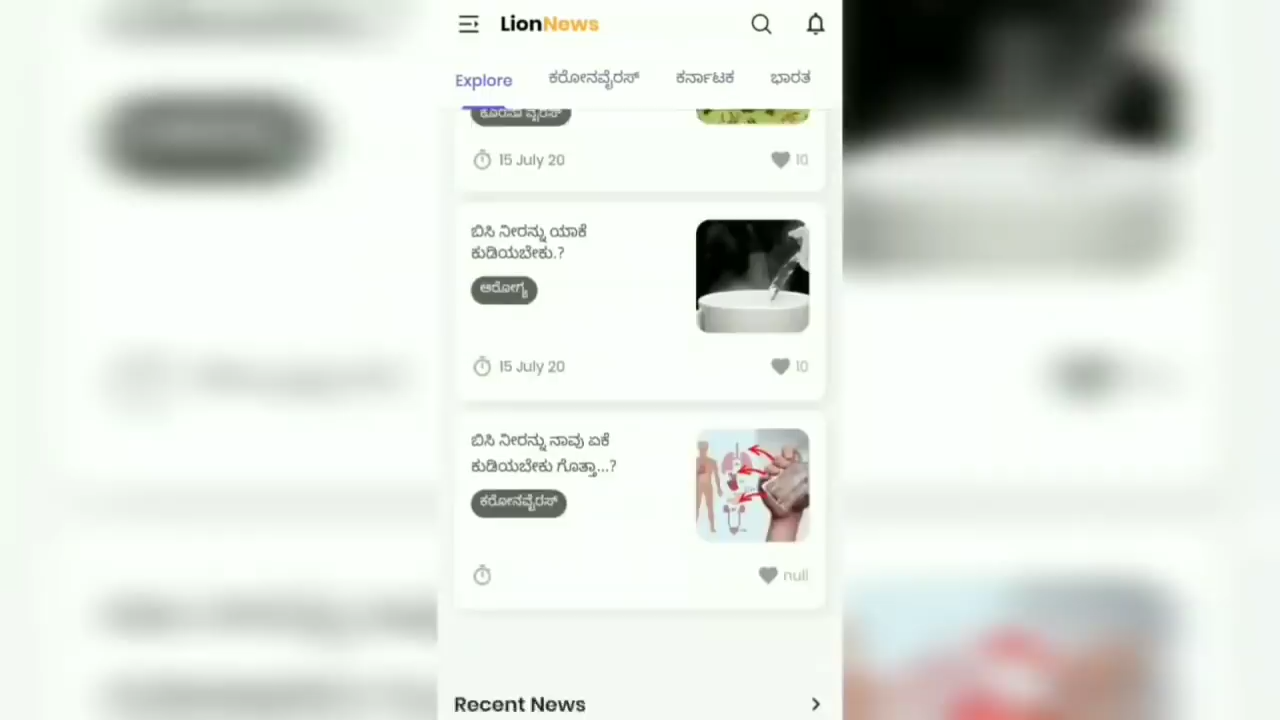 LionNews
Explore ಕರೋನವೈರಸ್ ಕರ್ನಾಟಕ ಭಾರತ
ಕೊರೊನಾ ವೈರಸ್
15 July 20 10
ಬಿಸಿ ನೀರನ್ನು ಯಾಕೆ
ಕುಡಿಯಬೇಕು.?
ಆರೋಗ್ಯ
15 July 20 10
ಬಿಸಿ ನೀರನ್ನು ನಾವು ಏಕೆ
ಕುಡಿಯಬೇಕು ಗೊತ್ತಾ...?
ಕರೋನವೈರಸ್
null
Recent News